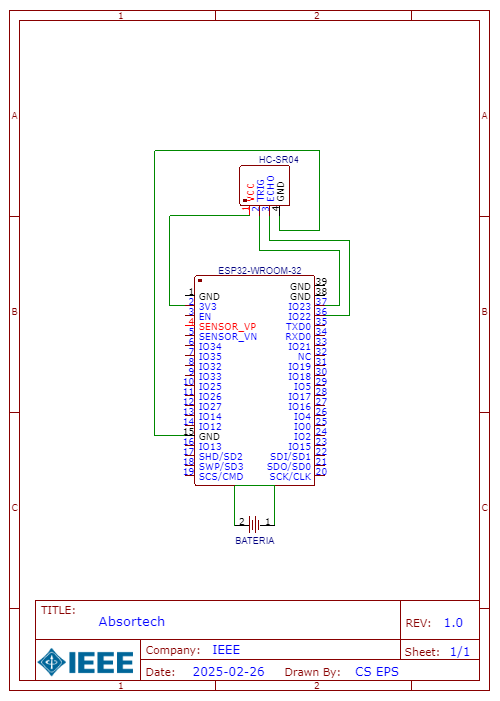 1 2
A A
HC-SR04
VCC TRIG ECHO GND
1 2 3 4
ESP32-WROOM-32
GND 39
1 GND GND 38
2 3V3 IO23 37
3 EN IO22 36
4 SENSOR_VP TXD0 35
5 SENSOR_VN RXD0 34
6 IO34 IO21 33
7 IO35 NC 32
8 IO32 IO19 31
9 IO33 IO18 30
10 IO25 IO5 29
11 IO26 IO17 28
12 IO27 IO16 27
13 IO14 IO4 26
14 IO12 IO0 25
15 GND IO2 24
16 IO13 IO15 23
17 SHD/SD2 SDI/SD1 22
18 SWP/SD3 SDO/SD0 21
19 SCS/CMD SCK/CLK 20
B B
C C
2 1
BATERIA
TITLE:
Absortech
REV: 1.0
IEEE
Company: IEEE
Sheet: 1/1
Date: 2025-02-26 Drawn By: CS EPS
1 2